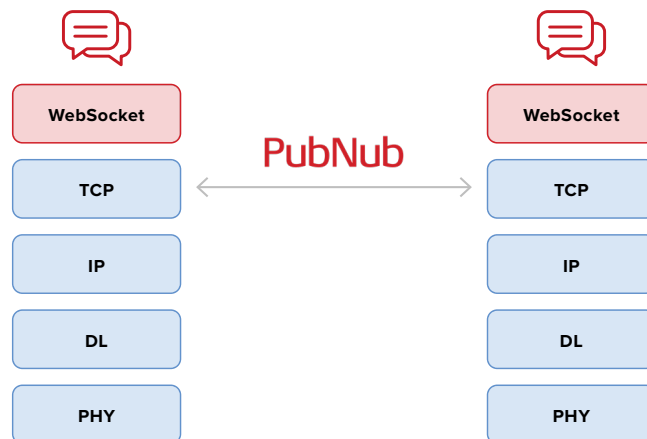 WebSocket
TCP
IP
DL
PHY
PubNub
WebSocket
TCP
IP
DL
PHY